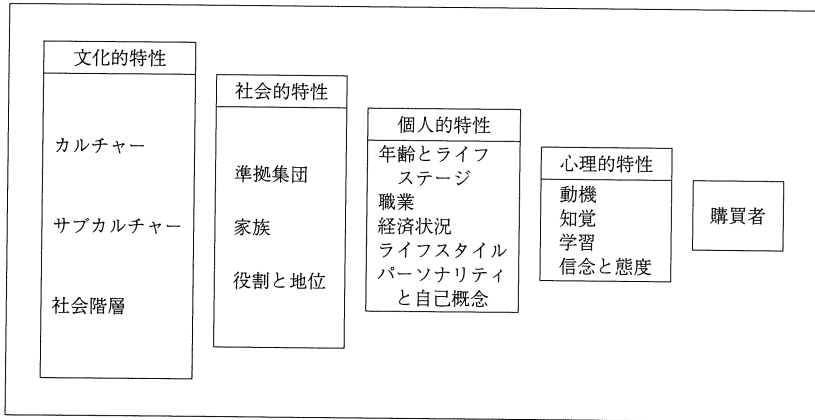 文化的特性
カルチャー
サブカルチャー
社会階層
社会的特性
準拠集団
家族
役割と地位
個人的特性
年齢とライフ
ステージ
職業
経済状況
ライフスタイル
パーソナリティ
と自己概念
心理的特性
動機
知覚
学習
信念と態度
購買者